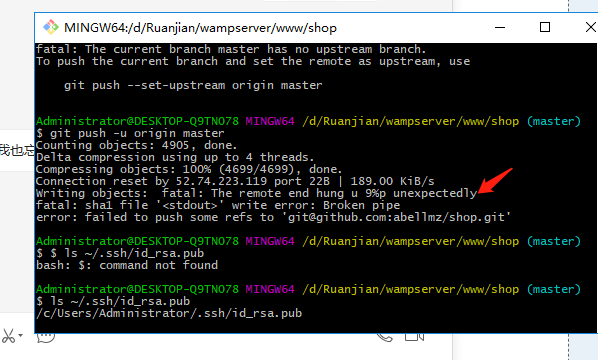 MINGW64:/d/Ruanjian/wampserver/www/shop
fatal: The current branch master has no upstream branch.
To push the current branch and set the remote as upstream, use
git push --set-upstream origin master
Administrator@DESKTOP-Q9TNO78 MINGW64 /d/Ruanjian/wampserver/www/shop (master)
$ git push -u origin master
Counting objects: 4905, done.
Delta compression using up to 4 threads.
Compressing objects: 100% (4699/4699), done.
Connection reset by 52.74.223.119 port 22B | 189.00 KiB/s
Writing objects:  fatal: The remote end hung u 9%p unexpectedly
fatal: sha1 file '<stdout>' write error: Broken pipe
error: failed to push some refs to 'git@github.com:abellmz/shop.git'
Administrator@DESKTOP-Q9TNO78 MINGW64 /d/Ruanjian/wampserver/www/shop (master)
$ $ ls ~/.ssh/id_rsa.pub
bash: $: command not found
Administrator@DESKTOP-Q9TNO78 MINGW64 /d/Ruanjian/wampserver/www/shop (master)
$ ls ~/.ssh/id_rsa.pub
/c/Users/Administrator/.ssh/id_rsa.pub
我也忘